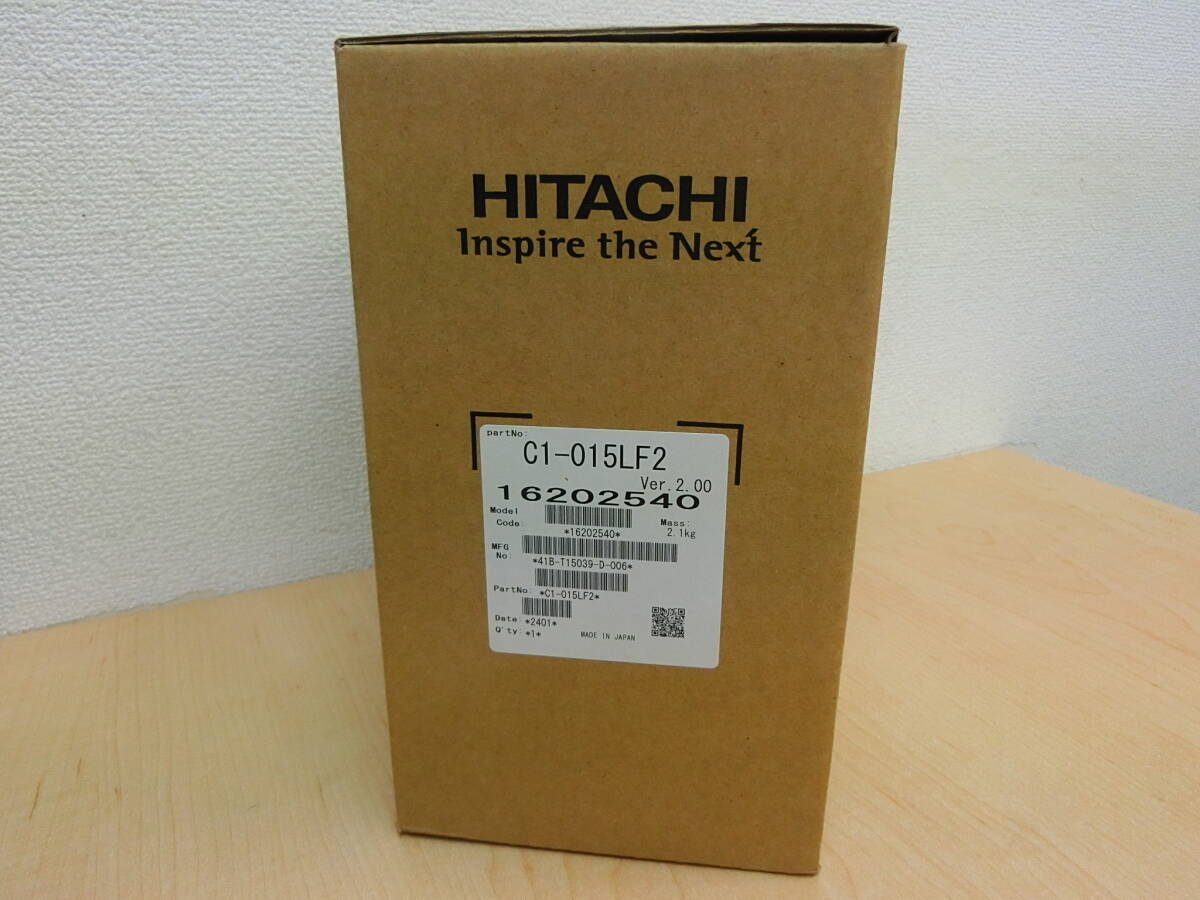 HITACHI
Inspire the Next
partNo:
C1-015LF2
Ver.2.00
16202540
Model
Code:
*16202540*
Mass:
2.1kg
MFG
No:
*41B-T15039-D-006*
PartNo:
*C1-015LF2*
Date:
*2401*
Q'ty:
*1*
MADE IN JAPAN